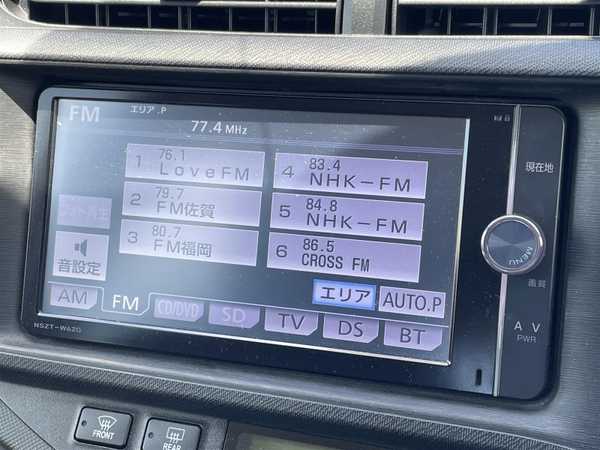 FM エリア.P
77.4 MHz
1 76.1 LoveFM
2 79.7 FM佐賀
3 80.7 FM福岡
4 83.4 NHK-FM
5 84.8 NHK-FM
6 86.5 CROSS FM
音設定
エリア AUTO.P
AM FM CD/DVD SD TV DS BT
NSZT-W62G
現在地
MENU
画質
∧ ∨
PWR
FRONT
REAR